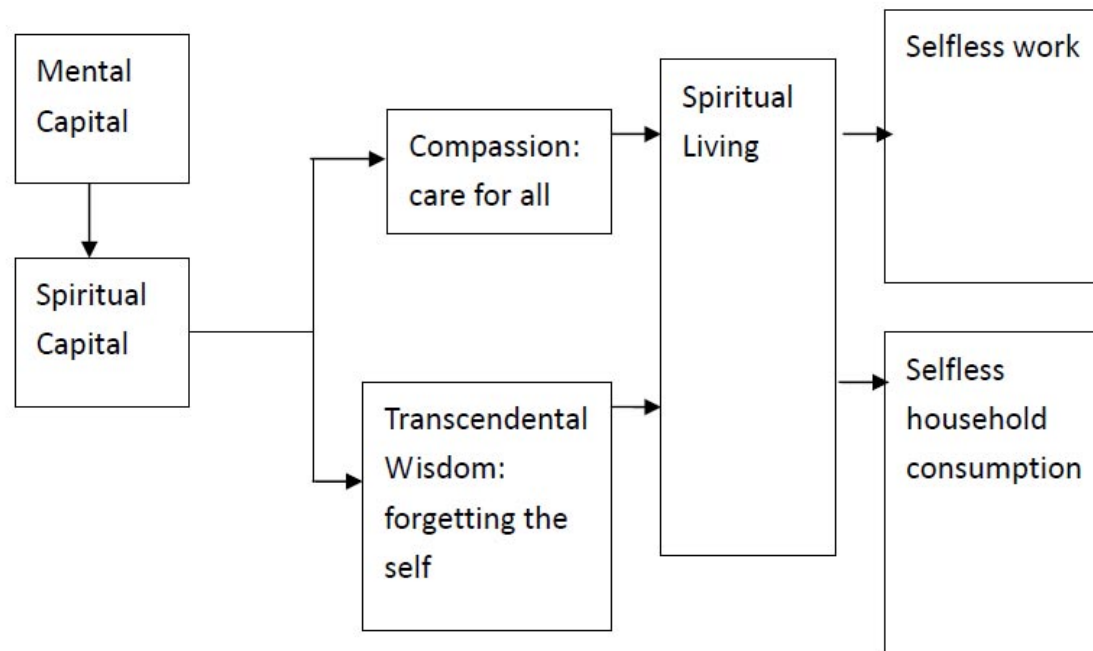 Mental
Capital
Spiritual
Capital
Compassion:
care for all
Transcendental
Wisdom:
forgetting the
self
Spiritual
Living
Selfless work
Selfless
household
consumption